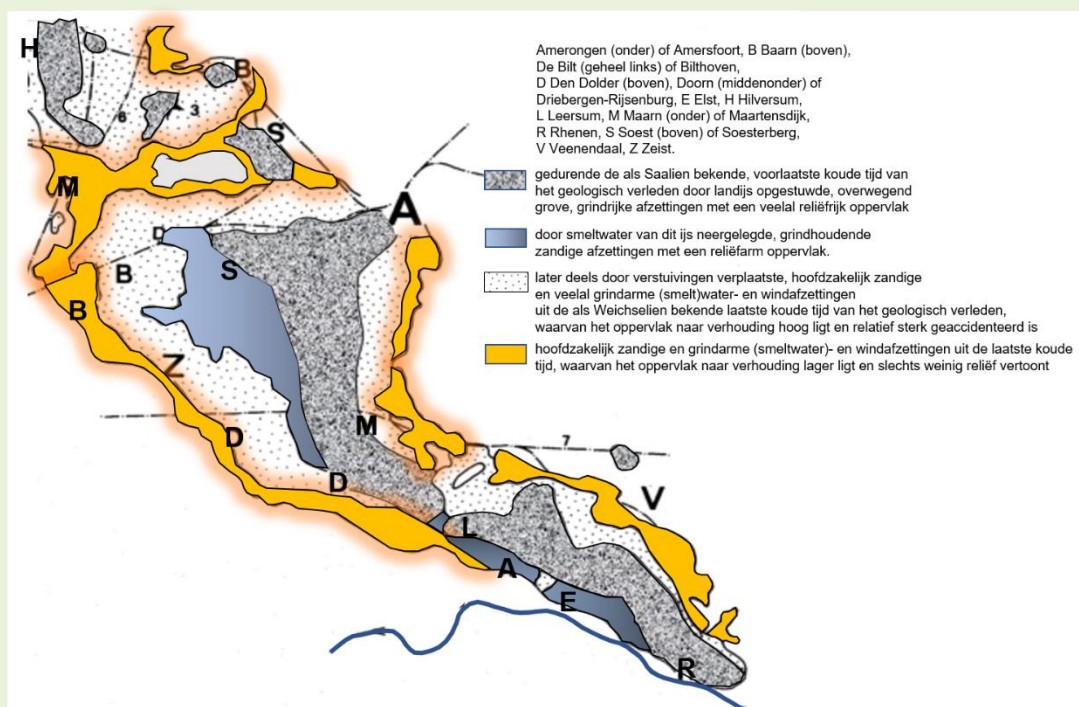 Amerongen (onder) of Amersfoort, B Baarn (boven),
De Bilt (geheel links) of Bilthoven,
D Den Dolder (boven), Doorn (middenonder) of
Driebergen-Rijsenburg, E Elst, H Hilversum,
L Leersum, M Maarn (onder) of Maartensdijk,
R Rhenen, S Soest (boven) of Soesterberg,
V Veenendaal, Z Zeist.
gedurende de als Saalien bekende, voorlaatste koude tijd van
het geologisch verleden door landijs opgestuwde, overwegend
grove, grindrijke afzettingen met een veelal reliëfrijk oppervlak
door smeltwater van dit ijs neergelegde, grindhoudende
zandige afzettingen met een reliëfarm oppervlak.
later deels door verstuivingen verplaatste, hoofdzakelijk zandige
en veelal grindarme (smelt)water- en windafzettingen
uit de als Weichselien bekende laatste koude tijd van het geologisch verleden,
waarvan het oppervlak naar verhouding hoog ligt en relatief sterk geaccidenteerd is
hoofdzakelijk zandige en grindarme (smeltwater)- en windafzettingen uit de laatste koude
tijd, waarvan het oppervlak naar verhouding lager ligt en slechts weinig reliëf vertoont
H
B
3
6
S
M
A
D
B
S
B
Z
M
D
7
D
V
L
A
E
R